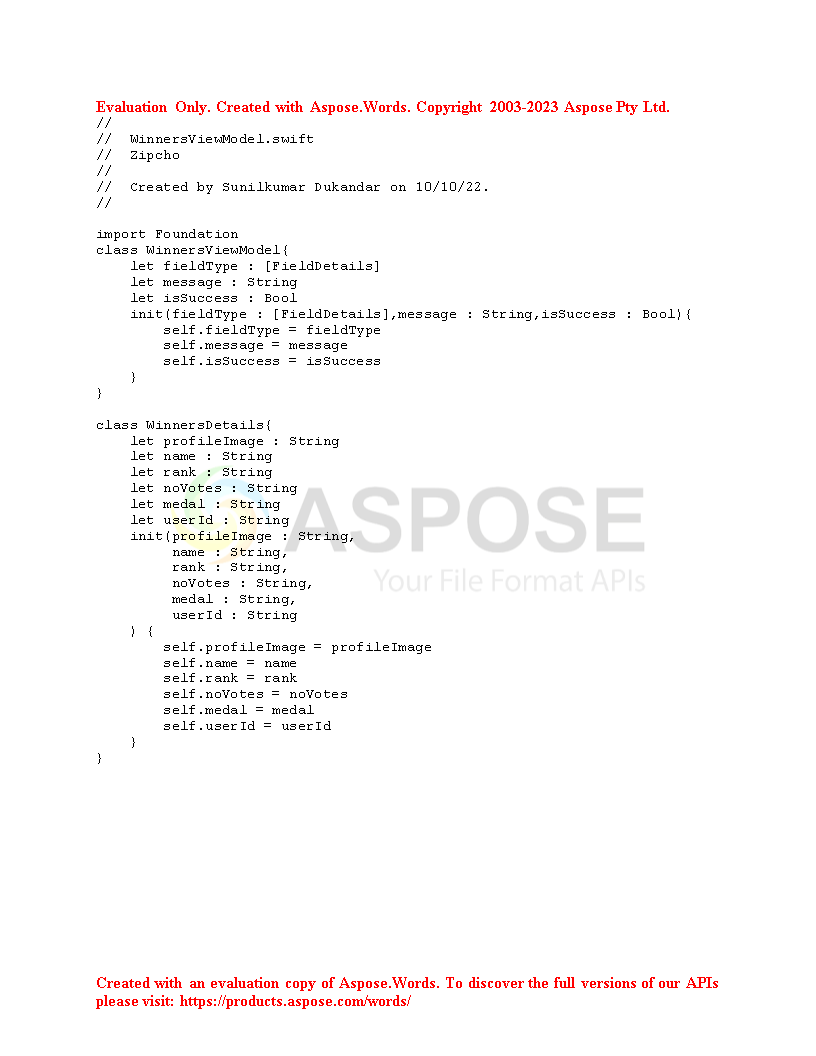 Evaluation Only. Created with Aspose.Words. Copyright 2003-2023 Aspose Pty Ltd.
//
//  WinnersViewModel.swift
//  Zipcho
//
//  Created by Sunilkumar Dukandar on 10/10/22.
//

import Foundation
class WinnersViewModel{
    let fieldType : [FieldDetails]
    let message : String
    let isSuccess : Bool
    init(fieldType : [FieldDetails],message : String,isSuccess : Bool){
        self.fieldType = fieldType
        self.message = message
        self.isSuccess = isSuccess
    }
}

class WinnersDetails{
    let profileImage : String
    let name : String
    let rank : String
    let noVotes : String
    let medal : String
    let userId : String
    init(profileImage : String,
         name : String,
         rank : String,
         noVotes : String,
         medal : String,
         userId : String
    ) {
        self.profileImage = profileImage
        self.name = name
        self.rank = rank
        self.noVotes = noVotes
        self.medal = medal
        self.userId = userId
    }
}
ASPOSE
Your File Format APIs
Created with an evaluation copy of Aspose.Words. To discover the full versions of our APIs
please visit: https://products.aspose.com/words/